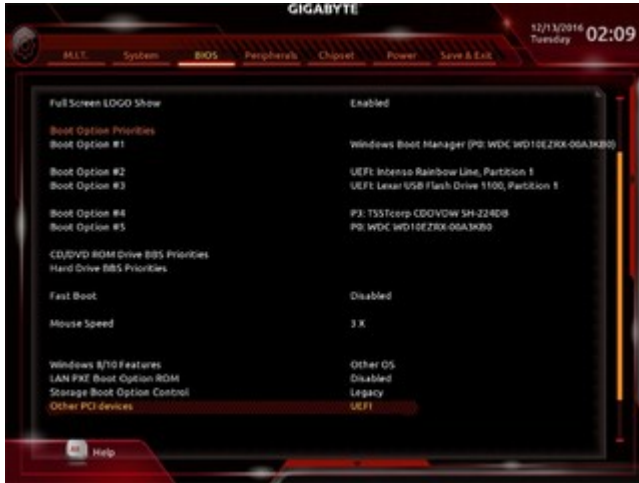 GIGABYTE
12/13/2016
Tuesday
02:09
M.I.T. System BIOS Peripherals Chipset Power Save & Exit
Full Screen LOGO Show Enabled
Boot Option Priorities
Boot Option #1 Windows Boot Manager (P0: WDC WD10EZRX-00A3KB0)
Boot Option #2 UEFI: Intenso Rainbow Line, Partition 1
Boot Option #3 UEFI: Lexar USB Flash Drive 1100, Partition 1
Boot Option #4 P3: TSSTcorp CDDVDW SH-224DB
Boot Option #5 P0: WDC WD10EZRX-00A3KB0
CD/DVD ROM Drive BBS Priorities
Hard Drive BBS Priorities
Fast Boot Disabled
Mouse Speed 3 X
Windows 8/10 Features Other OS
LAN PXE Boot Option ROM Disabled
Storage Boot Option Control Legacy
Other PCI devices UEFI
Alt Help